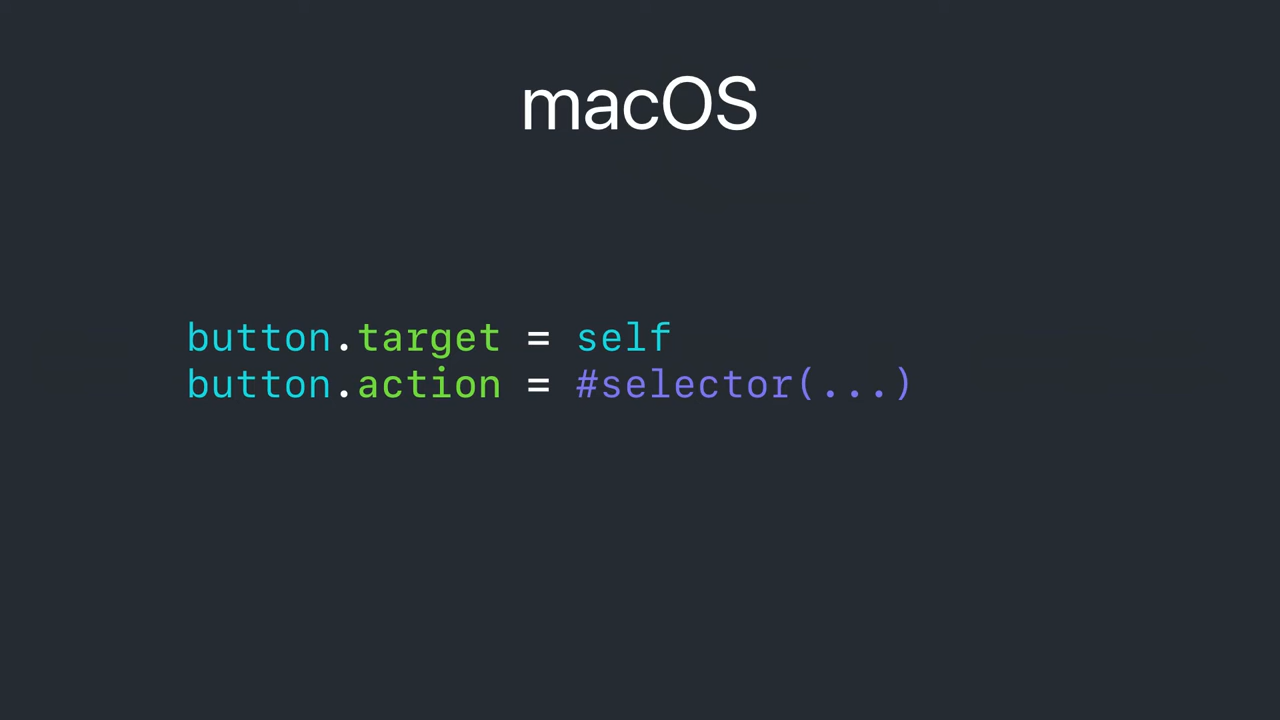 macOS
button.target = self
button.action = #selector(...)